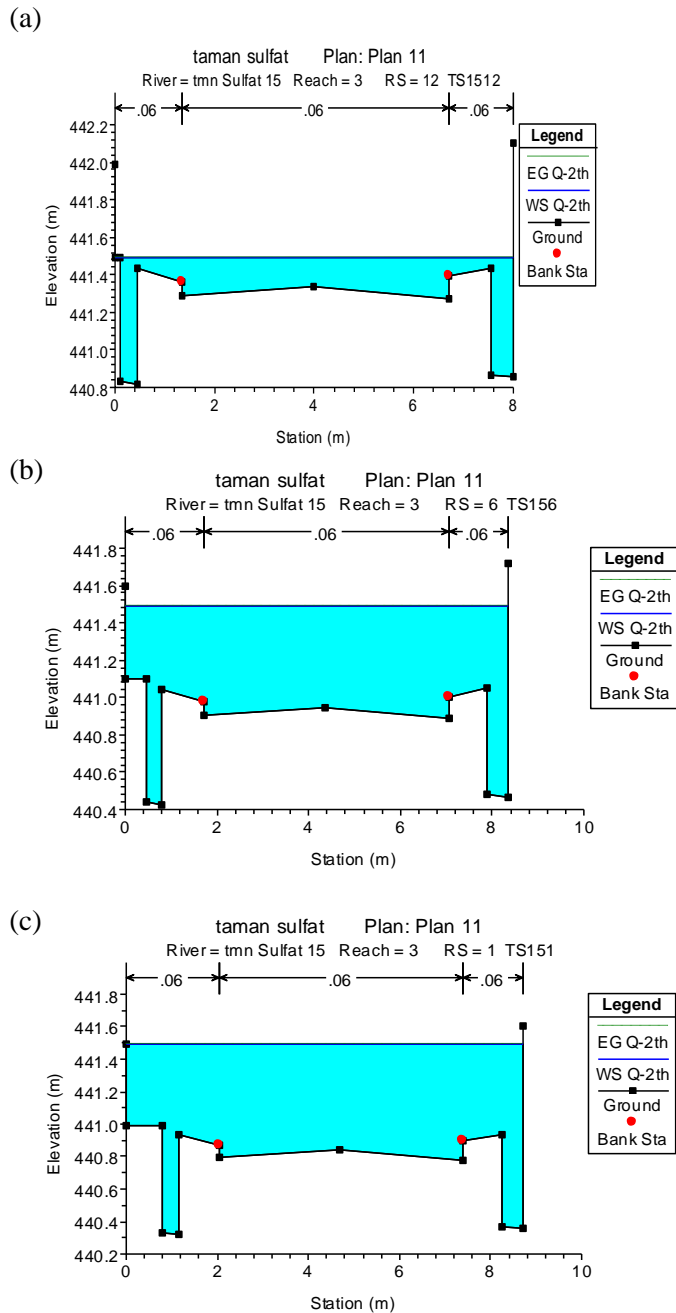 (a)
taman sulfat Plan: Plan 11
River = tmn Sulfat 15 Reach = 3 RS = 12 TS1512
.06 .06 .06
442.2
442.0
441.8
441.6
441.4
441.2
441.0
440.8
Elevation (m)
0 2 4 6 8
Station (m)
Legend
EG Q-2th
WS Q-2th
Ground
Bank Sta
(b)
taman sulfat Plan: Plan 11
River = tmn Sulfat 15 Reach = 3 RS = 6 TS156
.06 .06 .06
441.8
441.6
441.4
441.2
441.0
440.8
440.6
440.4
Elevation (m)
0 2 4 6 8 10
Station (m)
Legend
EG Q-2th
WS Q-2th
Ground
Bank Sta
(c)
taman sulfat Plan: Plan 11
River = tmn Sulfat 15 Reach = 3 RS = 1 TS151
.06 .06 .06
441.8
441.6
441.4
441.2
441.0
440.8
440.6
440.4
440.2
Elevation (m)
0 2 4 6 8 10
Station (m)
Legend
EG Q-2th
WS Q-2th
Ground
Bank Sta